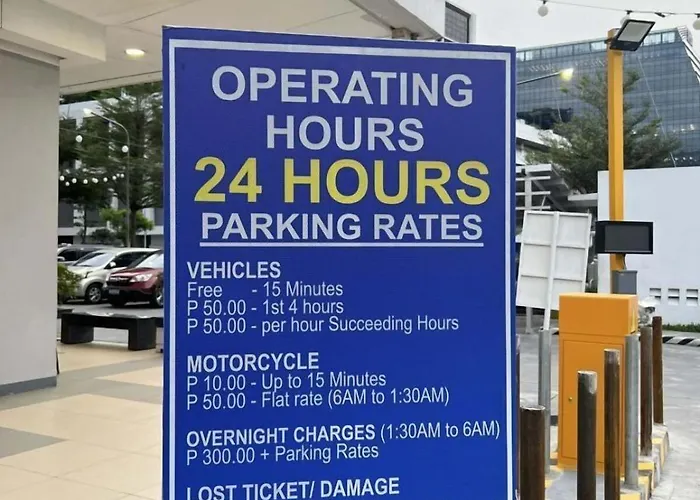 OPERATING
HOURS
24 HOURS
PARKING RATES
VEHICLES
Free - 15 Minutes
P 50.00 - 1st 4 hours
P 50.00 - per hour Succeeding Hours
MOTORCYCLE
P 10.00 - Up to 15 Minutes
P 50.00 - Flat rate (6AM to 1:30AM)
OVERNIGHT CHARGES (1:30AM to 6AM)
P 300.00 + Parking Rates
LOST TICKET/ DAMAGE